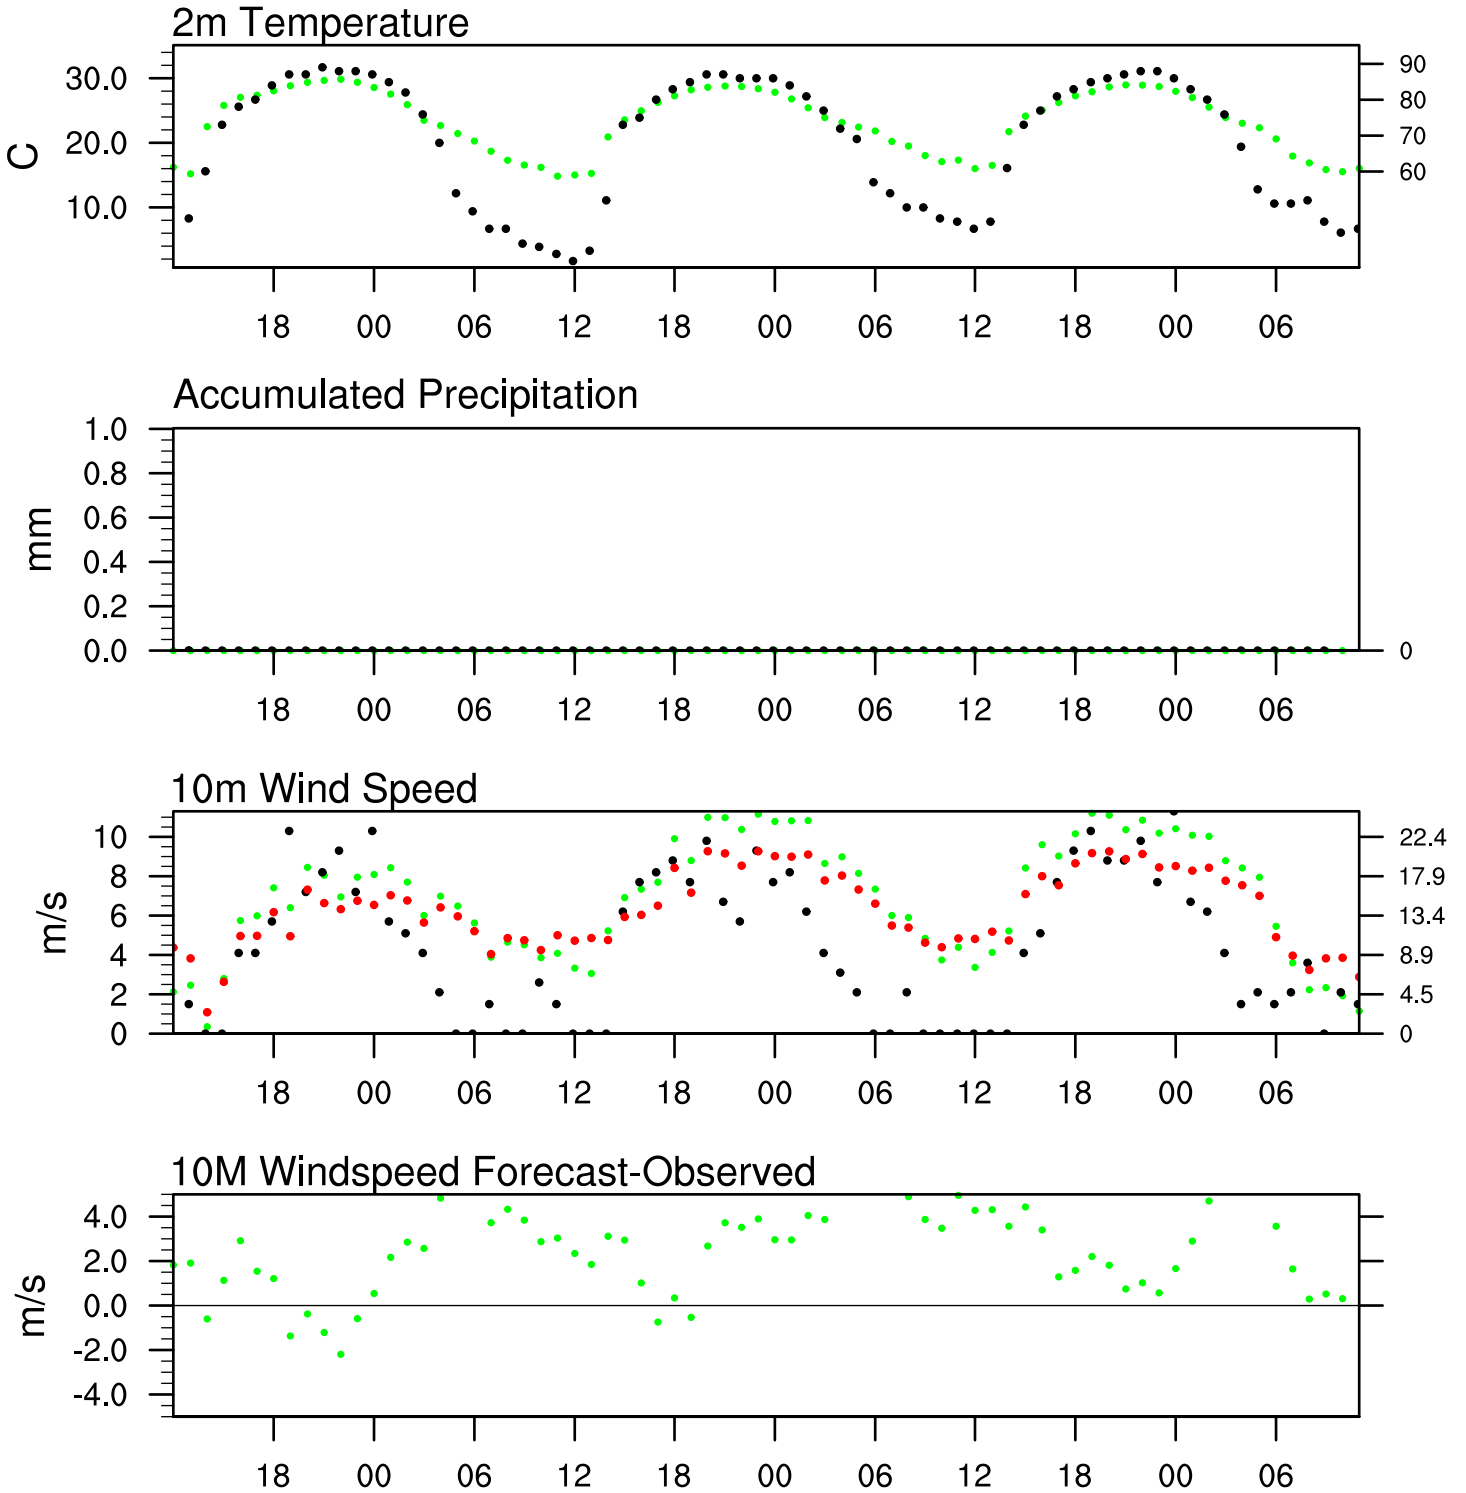 2m Temperature
30.0
20.0
10.0
C
90
80
70
60
18 00 06 12 18 00 06 12 18 00 06
Accumulated Precipitation
1.0
0.8
0.6
0.4
0.2
0.0
mm
0
18 00 06 12 18 00 06 12 18 00 06
10m Wind Speed
10
8
6
4
2
0
m/s
22.4
17.9
13.4
8.9
4.5
0
18 00 06 12 18 00 06 12 18 00 06
10M Windspeed Forecast-Observed
4.0
2.0
0.0
-2.0
-4.0
m/s
18 00 06 12 18 00 06 12 18 00 06